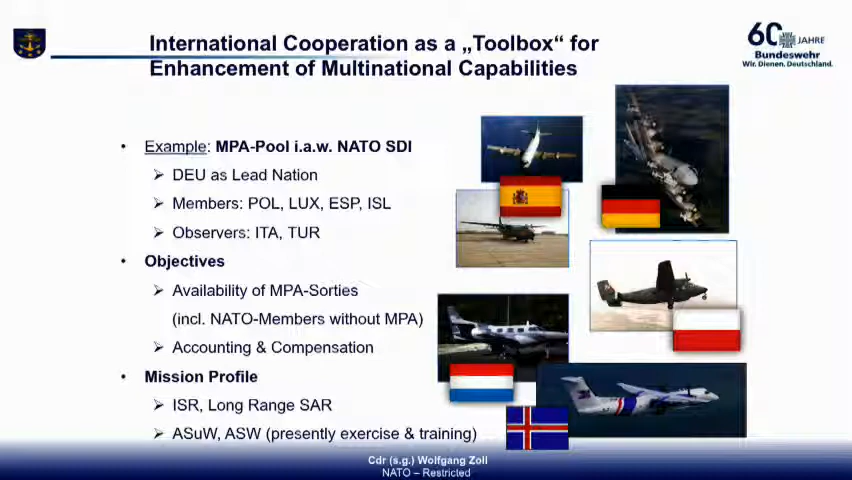 International Cooperation as a „Toolbox“ for
Enhancement of Multinational Capabilities
60 JAHRE
Bundeswehr
Wir. Dienen. Deutschland.
• Example: MPA-Pool i.a.w. NATO SDI
➢ DEU as Lead Nation
➢ Members: POL, LUX, ESP, ISL
➢ Observers: ITA, TUR
• Objectives
➢ Availability of MPA-Sorties
(incl. NATO-Members without MPA)
➢ Accounting & Compensation
• Mission Profile
➢ ISR, Long Range SAR
➢ ASuW, ASW (presently exercise & training)
Cdr (s.g.) Wolfgang Zoll
NATO – Restricted